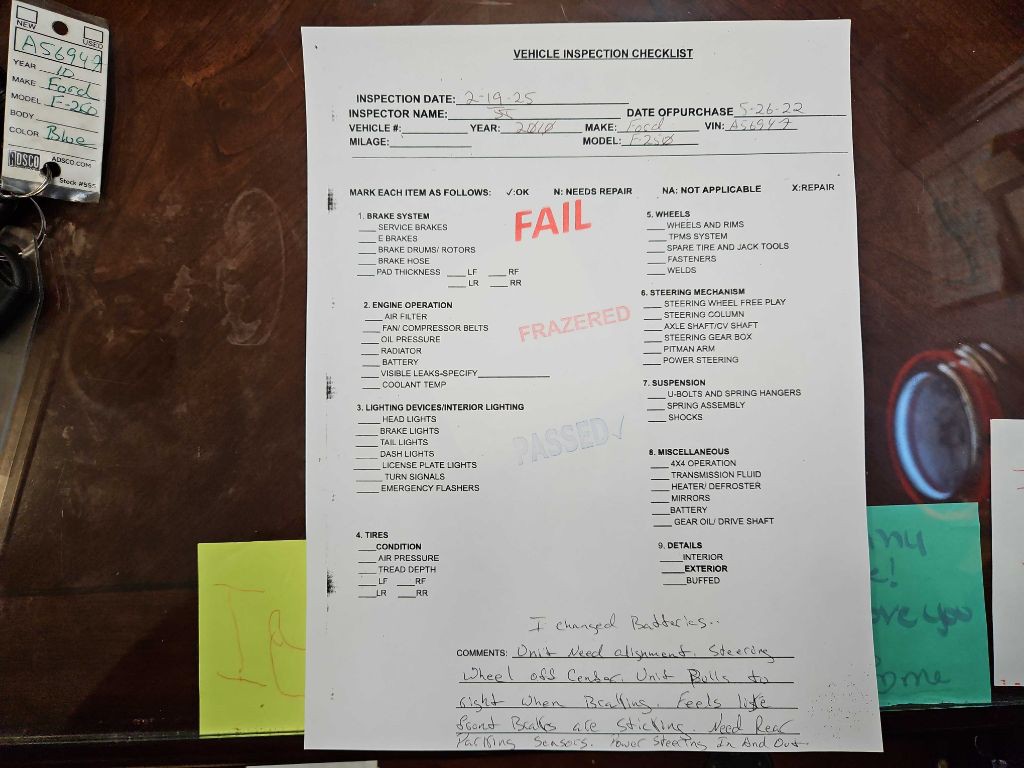 NEW
USED
AS6947
YEAR 10
MAKE Ford
MODEL F-250
BODY
COLOR Blue
ADSCO ADSCO.COM
VEHICLE INSPECTION CHECKLIST
INSPECTION DATE: 2-19-25
INSPECTOR NAME: DATE OFPURCHASE 5-26-22
VEHICLE #: YEAR: 2010 MAKE: Ford VIN: AS6947
MILAGE: MODEL: F-250
MARK EACH ITEM AS FOLLOWS: ✓:OK N: NEEDS REPAIR NA: NOT APPLICABLE X:REPAIR
FAIL
1. BRAKE SYSTEM
SERVICE BRAKES
E BRAKES
BRAKE DRUMS/ ROTORS
BRAKE HOSE
PAD THICKNESS LF RF
LR RR
2. ENGINE OPERATION
AIR FILTER
FAN/ COMPRESSOR BELTS
OIL PRESSURE
RADIATOR
BATTERY
VISIBLE LEAKS-SPECIFY
COOLANT TEMP
FRAZERED
3. LIGHTING DEVICES/INTERIOR LIGHTING
HEAD LIGHTS
BRAKE LIGHTS
TAIL LIGHTS
DASH LIGHTS
LICENSE PLATE LIGHTS
TURN SIGNALS
EMERGENCY FLASHERS
PASSED✓
4. TIRES
CONDITION
AIR PRESSURE
TREAD DEPTH
LF RF
LR RR
5. WHEELS
WHEELS AND RIMS
TPMS SYSTEM
SPARE TIRE AND JACK TOOLS
FASTENERS
WELDS
6. STEERING MECHANISM
STEERING WHEEL FREE PLAY
STEERING COLUMN
AXLE SHAFT/CV SHAFT
STEERING GEAR BOX
PITMAN ARM
POWER STEERING
7. SUSPENSION
U-BOLTS AND SPRING HANGERS
SPRING ASSEMBLY
SHOCKS
8. MISCELLANEOUS
4X4 OPERATION
TRANSMISSION FLUID
HEATER/ DEFROSTER
MIRRORS
BATTERY
GEAR OIL/ DRIVE SHAFT
9. DETAILS
INTERIOR
EXTERIOR
BUFFED
I changed Batteries..
COMMENTS: Unit Need alignment. Steering
Wheel off Center. Unit Pulls to
right when Braking. Feels like
front Brakes are Sticking Need Rear
Parking Sensors. Power Steering In And Out.